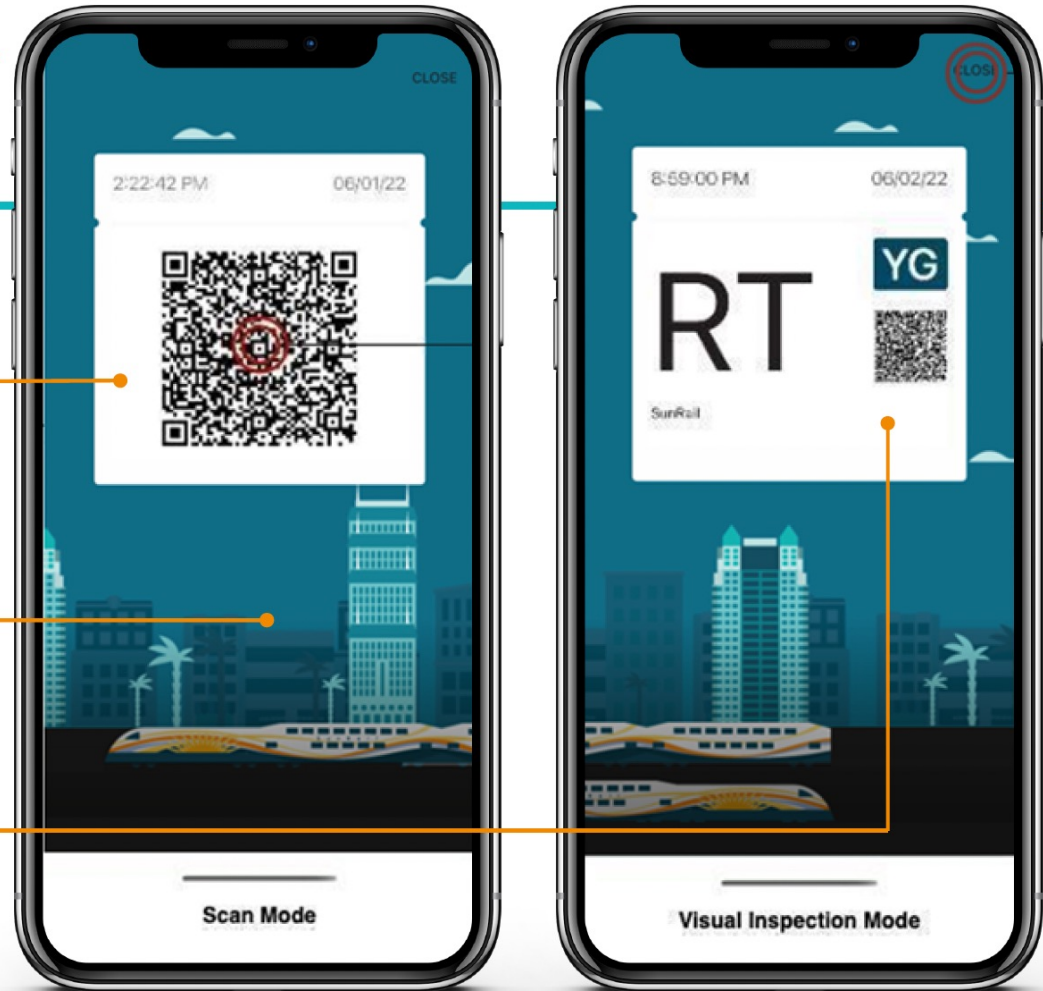 CLOSE
2:22:42 PM 06/01/22
Scan Mode
CLOSE
8:59:00 PM 06/02/22
RT
YG
SunRail
Visual Inspection Mode